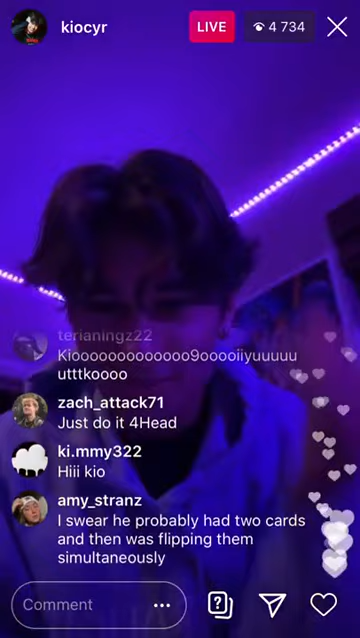 kiocyr
LIVE
4 734
terianingz22
Kioooooooooooooo9ooooiiyuuuuu
utttkoooo
zach_attack71
Just do it 4Head
ki.mmy322
Hiii kio
amy_stranz
I swear he probably had two cards
and then was flipping them
simultaneously
Comment